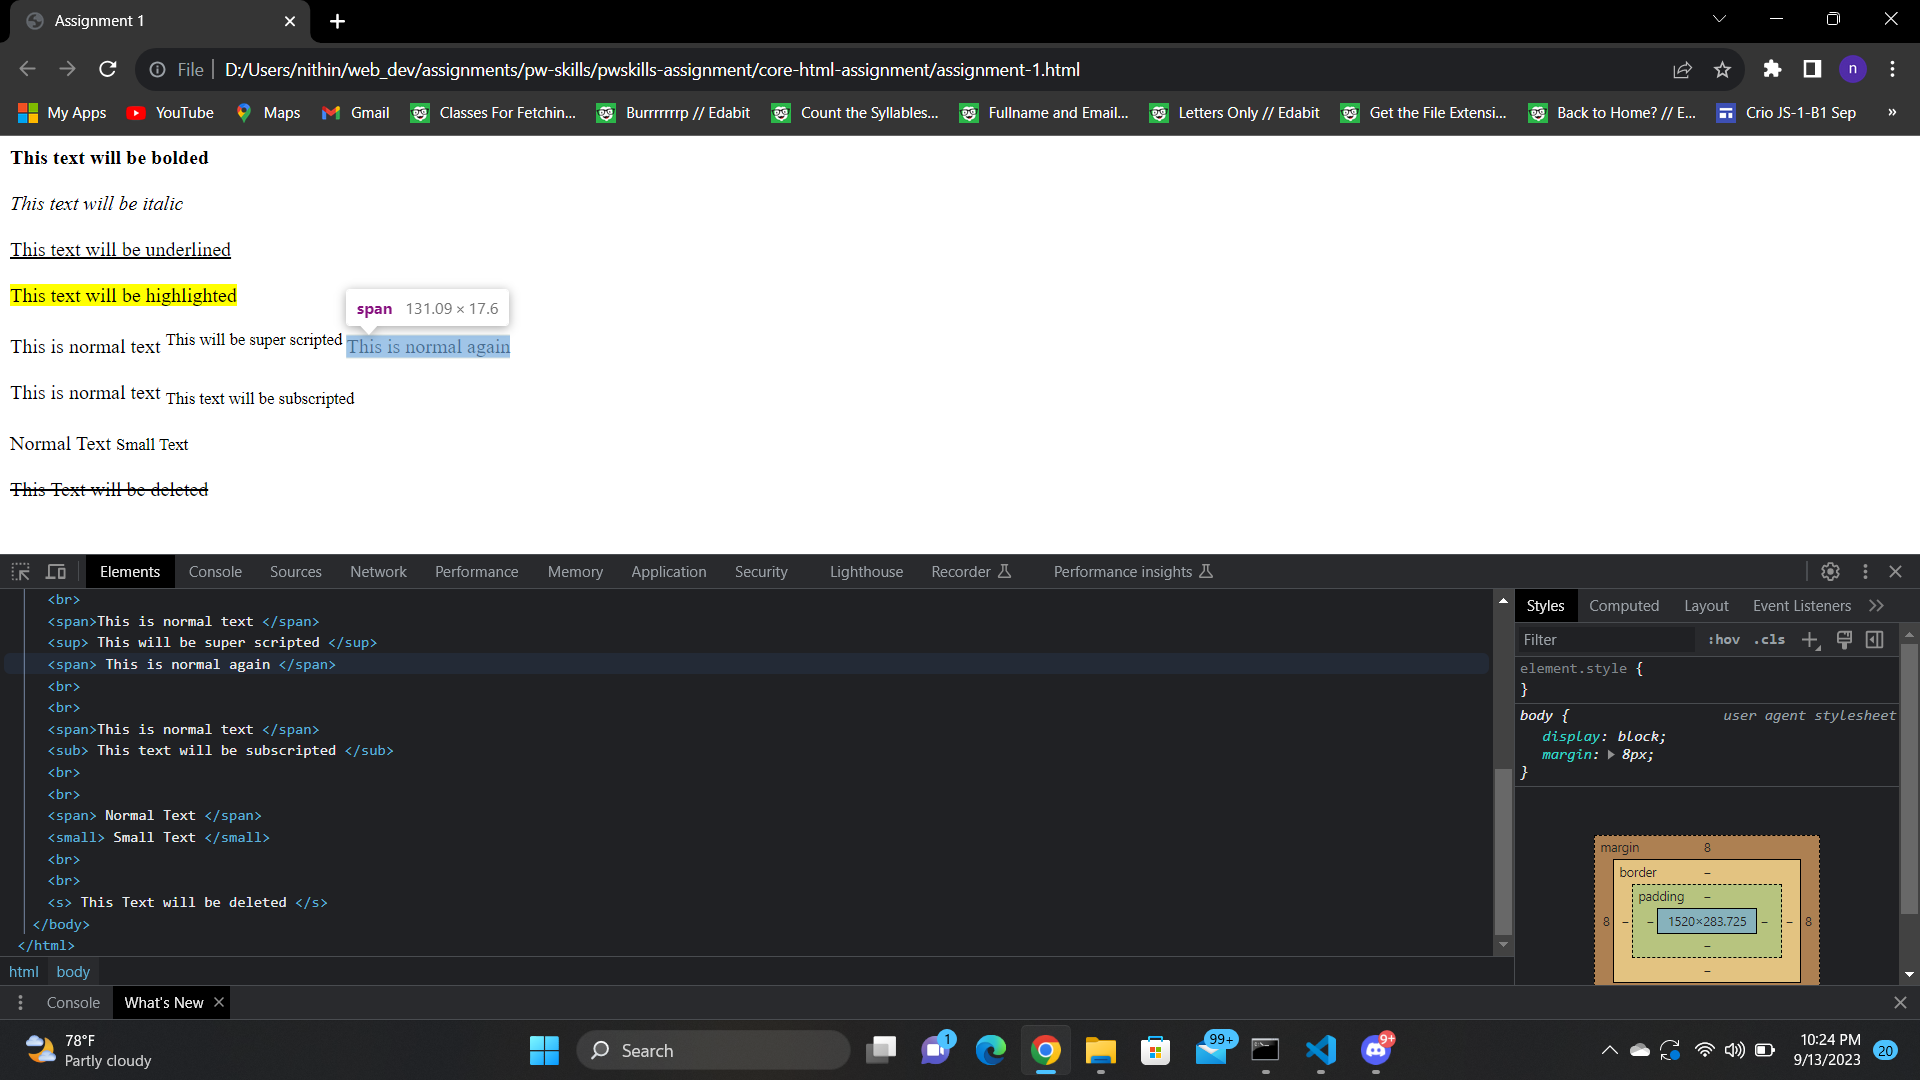 Assignment 1
File D:/Users/nithin/web_dev/assignments/pw-skills/pwskills-assignment/core-html-assignment/assignment-1.html
n
My Apps YouTube Maps Gmail Classes For Fetchin... Burrrrrrrp // Edabit Count the Syllables... Fullname and Email... Letters Only // Edabit Get the File Extensi... Back to Home? // E... Crio JS-1-B1 Sep »
This text will be bolded
This text will be italic
This text will be underlined
This text will be highlighted
span 131.09 × 17.6
This is normal text This will be super scripted This is normal again
This is normal text This text will be subscripted
Normal Text Small Text
This Text will be deleted
Elements Console Sources Network Performance Memory Application Security Lighthouse Recorder Performance insights
<br>
<span>This is normal text </span>
<sup> This will be super scripted </sup>
<span> This is normal again </span>
<br>
<br>
<span>This is normal text </span>
<sub> This text will be subscripted </sub>
<br>
<br>
<span> Normal Text </span>
<small> Small Text </small>
<br>
<br>
<s> This Text will be deleted </s>
</body>
</html>
html body
Styles Computed Layout Event Listeners
Filter :hov .cls
element.style {
}
body { user agent stylesheet
display: block;
margin: 8px;
}
margin 8
border –
padding –
8 – – 1520×283.725 – – 8
–
–
Console What's New
78°F
Partly cloudy
Search
1
99+
9+
10:24 PM
9/13/2023
20